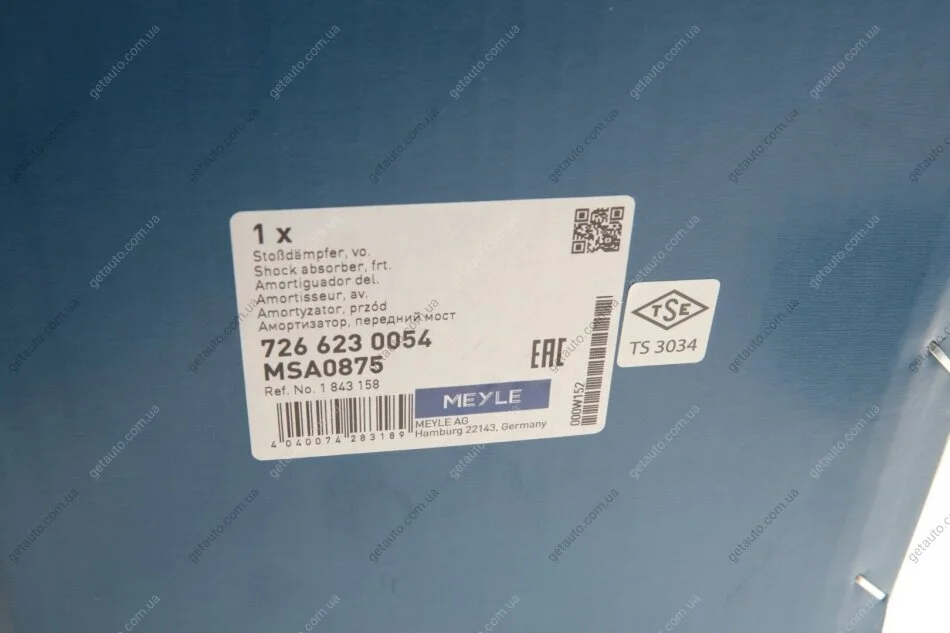 1 x
Stoßdämpfer, vo.
Shock absorber, frt.
Amortiguador del.
Amortisseur, av.
Amortyzator, przód
Амортизатор, передний мост
726 623 0054
MSA0875
Ref. No. 1 843 158
4 040074 283189
MEYLE
MEYLE AG
Hamburg 22143, Germany
EAC
000W152
TSE
TS 3034
getauto.com.ua